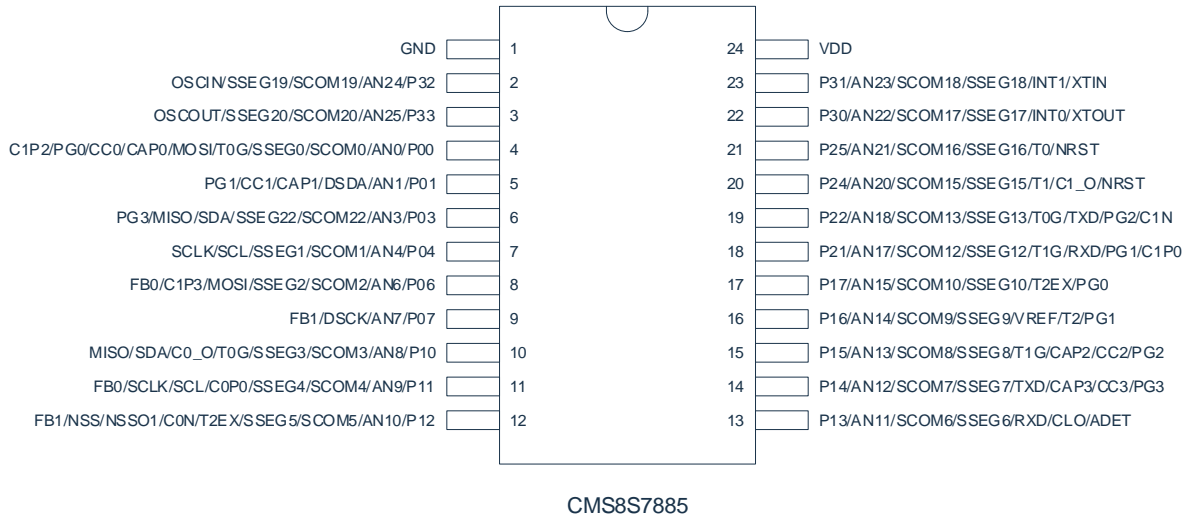 GND 1 24 VDD
OSCIN/SSEG19/SCOM19/AN24/P32 2 23 P31/AN23/SCOM18/SSEG18/INT1/XTIN
OSCOUT/SSEG20/SCOM20/AN25/P33 3 22 P30/AN22/SCOM17/SSEG17/INT0/XTOUT
C1P2/PG0/CC0/CAP0/MOSI/T0G/SSEG0/SCOM0/AN0/P00 4 21 P25/AN21/SCOM16/SSEG16/T0/NRST
PG1/CC1/CAP1/DSDA/AN1/P01 5 20 P24/AN20/SCOM15/SSEG15/T1/C1_O/NRST
PG3/MISO/SDA/SSEG22/SCOM22/AN3/P03 6 19 P22/AN18/SCOM13/SSEG13/T0G/TXD/PG2/C1N
SCLK/SCL/SSEG1/SCOM1/AN4/P04 7 18 P21/AN17/SCOM12/SSEG12/T1G/RXD/PG1/C1P0
FB0/C1P3/MOSI/SSEG2/SCOM2/AN6/P06 8 17 P17/AN15/SCOM10/SSEG10/T2EX/PG0
FB1/DSCK/AN7/P07 9 16 P16/AN14/SCOM9/SSEG9/VREF/T2/PG1
MISO/SDA/C0_O/T0G/SSEG3/SCOM3/AN8/P10 10 15 P15/AN13/SCOM8/SSEG8/T1G/CAP2/CC2/PG2
FB0/SCLK/SCL/C0P0/SSEG4/SCOM4/AN9/P11 11 14 P14/AN12/SCOM7/SSEG7/TXD/CAP3/CC3/PG3
FB1/NSS/NSSO1/C0N/T2EX/SSEG5/SCOM5/AN10/P12 12 13 P13/AN11/SCOM6/SSEG6/RXD/CLO/ADET
CMS8S7885